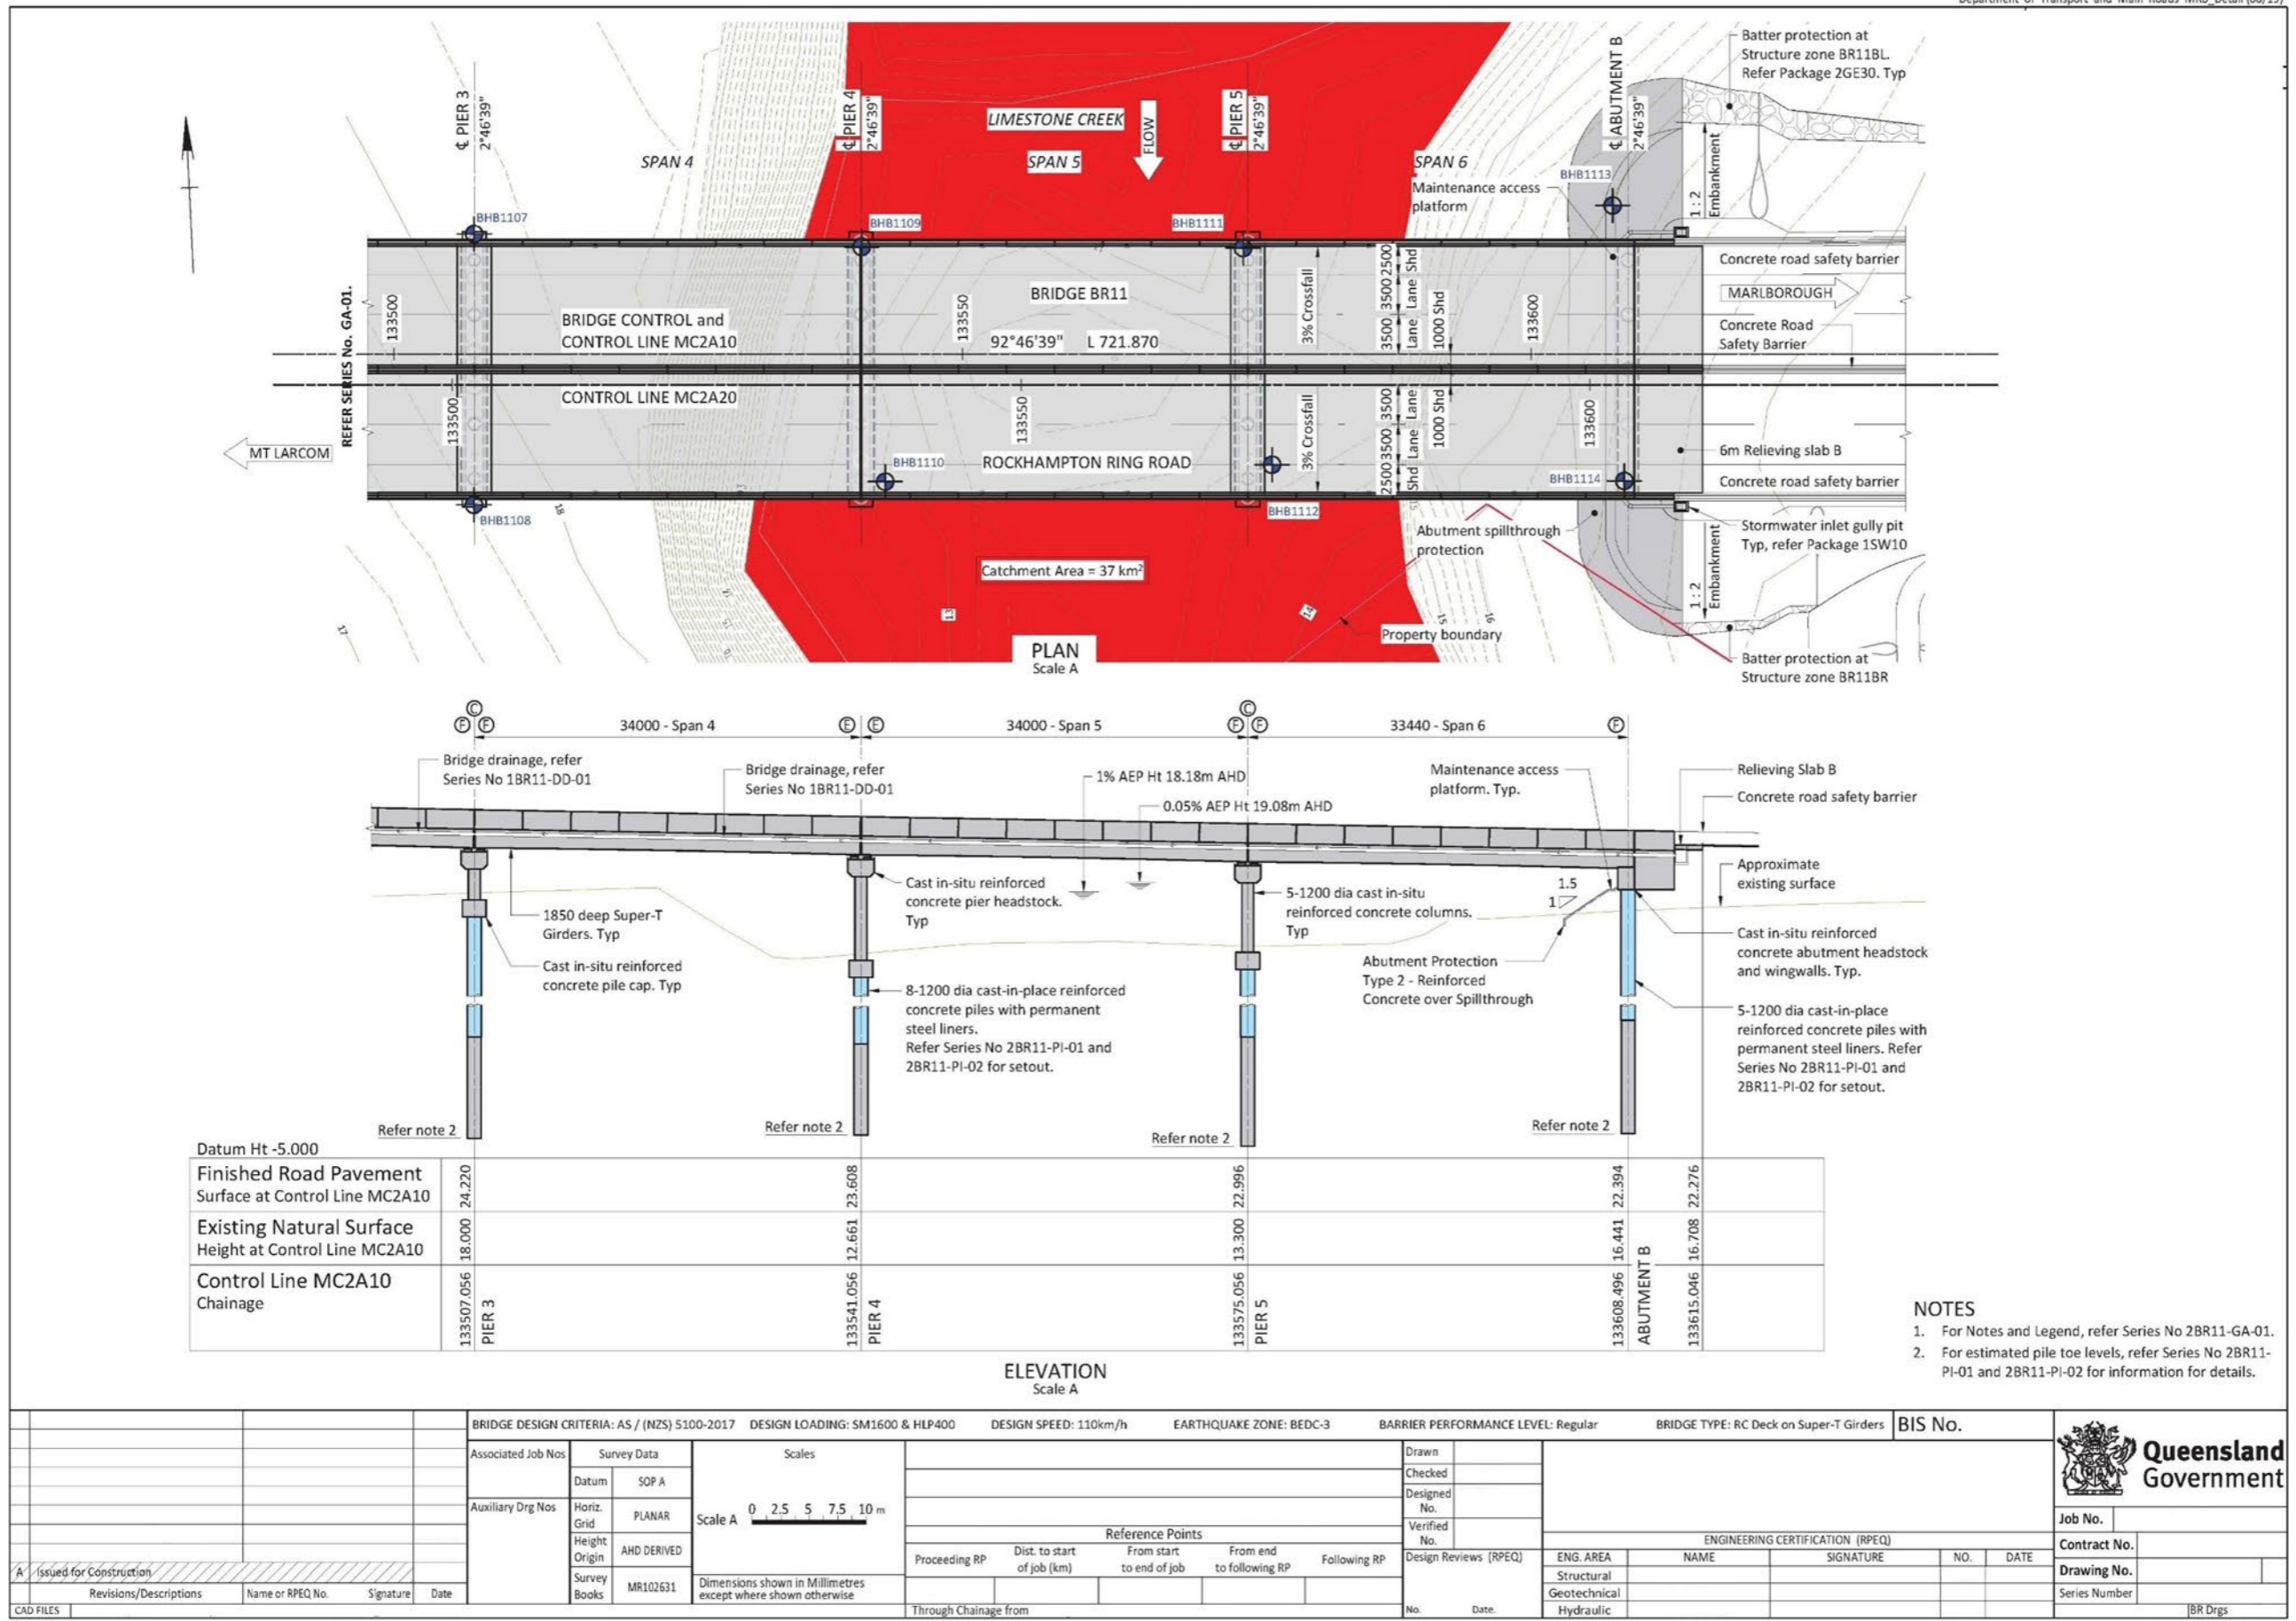 Department of Transport and Main Roads MRB_Detail (06/19)
℄ PIER 3
2°46'39"
SPAN 4
℄ PIER 4
2°46'39"
LIMESTONE CREEK
SPAN 5
FLOW
℄ PIER 5
2°46'39"
SPAN 6
℄ ABUTMENT B
2°46'39"
Batter protection at
Structure zone BR11BL.
Refer Package 2GE30. Typ
Maintenance access
platform
BHB1113
1 : 2
Embankment
BHB1107
BHB1109
BHB1111
REFER SERIES No. GA-01.
133500
BRIDGE CONTROL and
CONTROL LINE MC2A10
133550
BRIDGE BR11
92°46'39"
L 721.870
3% Crossfall
3500 3500 2500
Lane Lane Shd
1000 Shd
133600
Concrete road safety barrier
MARLBOROUGH
Concrete Road
Safety Barrier
MT LARCOM
133500
CONTROL LINE MC2A20
133550
BHB1110
ROCKHAMPTON RING ROAD
3% Crossfall
2500 3500 3500
Shd Lane Lane
1000 Shd
133600
BHB1114
6m Relieving slab B
Concrete road safety barrier
BHB1108
18
BHB1112
Abutment spillthrough
protection
Stormwater inlet gully pit
Typ, refer Package 1SW10
1 : 2
Embankment
Catchment Area = 37 km²
17
13
14
15
16
Property boundary
Batter protection at
Structure zone BR11BR
PLAN
Scale A
C
F F
34000 - Span 4
E E
34000 - Span 5
C
F F
33440 - Span 6
F
Bridge drainage, refer
Series No 1BR11-DD-01
Bridge drainage, refer
Series No 1BR11-DD-01
1% AEP Ht 18.18m AHD
0.05% AEP Ht 19.08m AHD
Maintenance access
platform. Typ.
Relieving Slab B
Concrete road safety barrier
1850 deep Super-T
Girders. Typ
Cast in-situ reinforced
concrete pile cap. Typ
Cast in-situ reinforced
concrete pier headstock.
Typ
5-1200 dia cast in-situ
reinforced concrete columns.
Typ
1.5
1
Approximate
existing surface
8-1200 dia cast-in-place reinforced
concrete piles with permanent
steel liners.
Refer Series No 2BR11-PI-01 and
2BR11-PI-02 for setout.
Abutment Protection
Type 2 - Reinforced
Concrete over Spillthrough
Cast in-situ reinforced
concrete abutment headstock
and wingwalls. Typ.
5-1200 dia cast-in-place
reinforced concrete piles with
permanent steel liners. Refer
Series No 2BR11-PI-01 and
2BR11-PI-02 for setout.
Refer note 2
Refer note 2
Refer note 2
Refer note 2
Datum Ht -5.000
Finished Road Pavement
Surface at Control Line MC2A10
24.220
23.608
22.996
22.394
22.276
Existing Natural Surface
Height at Control Line MC2A10
18.000
12.661
13.300
16.441
16.708
Control Line MC2A10
Chainage
133507.056
PIER 3
133541.056
PIER 4
133575.056
PIER 5
133608.496
ABUTMENT B
133615.046
ELEVATION
Scale A
NOTES
1. For Notes and Legend, refer Series No 2BR11-GA-01.
2. For estimated pile toe levels, refer Series No 2BR11-
PI-01 and 2BR11-PI-02 for information for details.
BRIDGE DESIGN CRITERIA: AS / (NZS) 5100-2017 DESIGN LOADING: SM1600 & HLP400 DESIGN SPEED: 110km/h EARTHQUAKE ZONE: BEDC-3 BARRIER PERFORMANCE LEVEL: Regular BRIDGE TYPE: RC Deck on Super-T Girders BIS No.
Associated Job Nos
Auxiliary Drg Nos
Survey Data
Datum SOP A
Horiz. Grid PLANAR
Height Origin AHD DERIVED
Survey Books MR102631
Scales
Scale A 0 2.5 5 7.5 10 m
Dimensions shown in Millimetres
except where shown otherwise
Reference Points
Proceeding RP
Dist. to start
of job (km)
From start
to end of job
From end
to following RP
Following RP
Through Chainage from
Drawn
Checked
Designed
No.
Verified
No.
Design Reviews (RPEQ)
No. Date.
ENGINEERING CERTIFICATION (RPEQ)
ENG. AREA NAME SIGNATURE NO. DATE
Structural
Geotechnical
Hydraulic
Queensland
Government
Job No.
Contract No.
Drawing No.
Series Number
BR Drgs
A Issued for Construction
Revisions/Descriptions Name or RPEQ No. Signature Date
CAD FILES